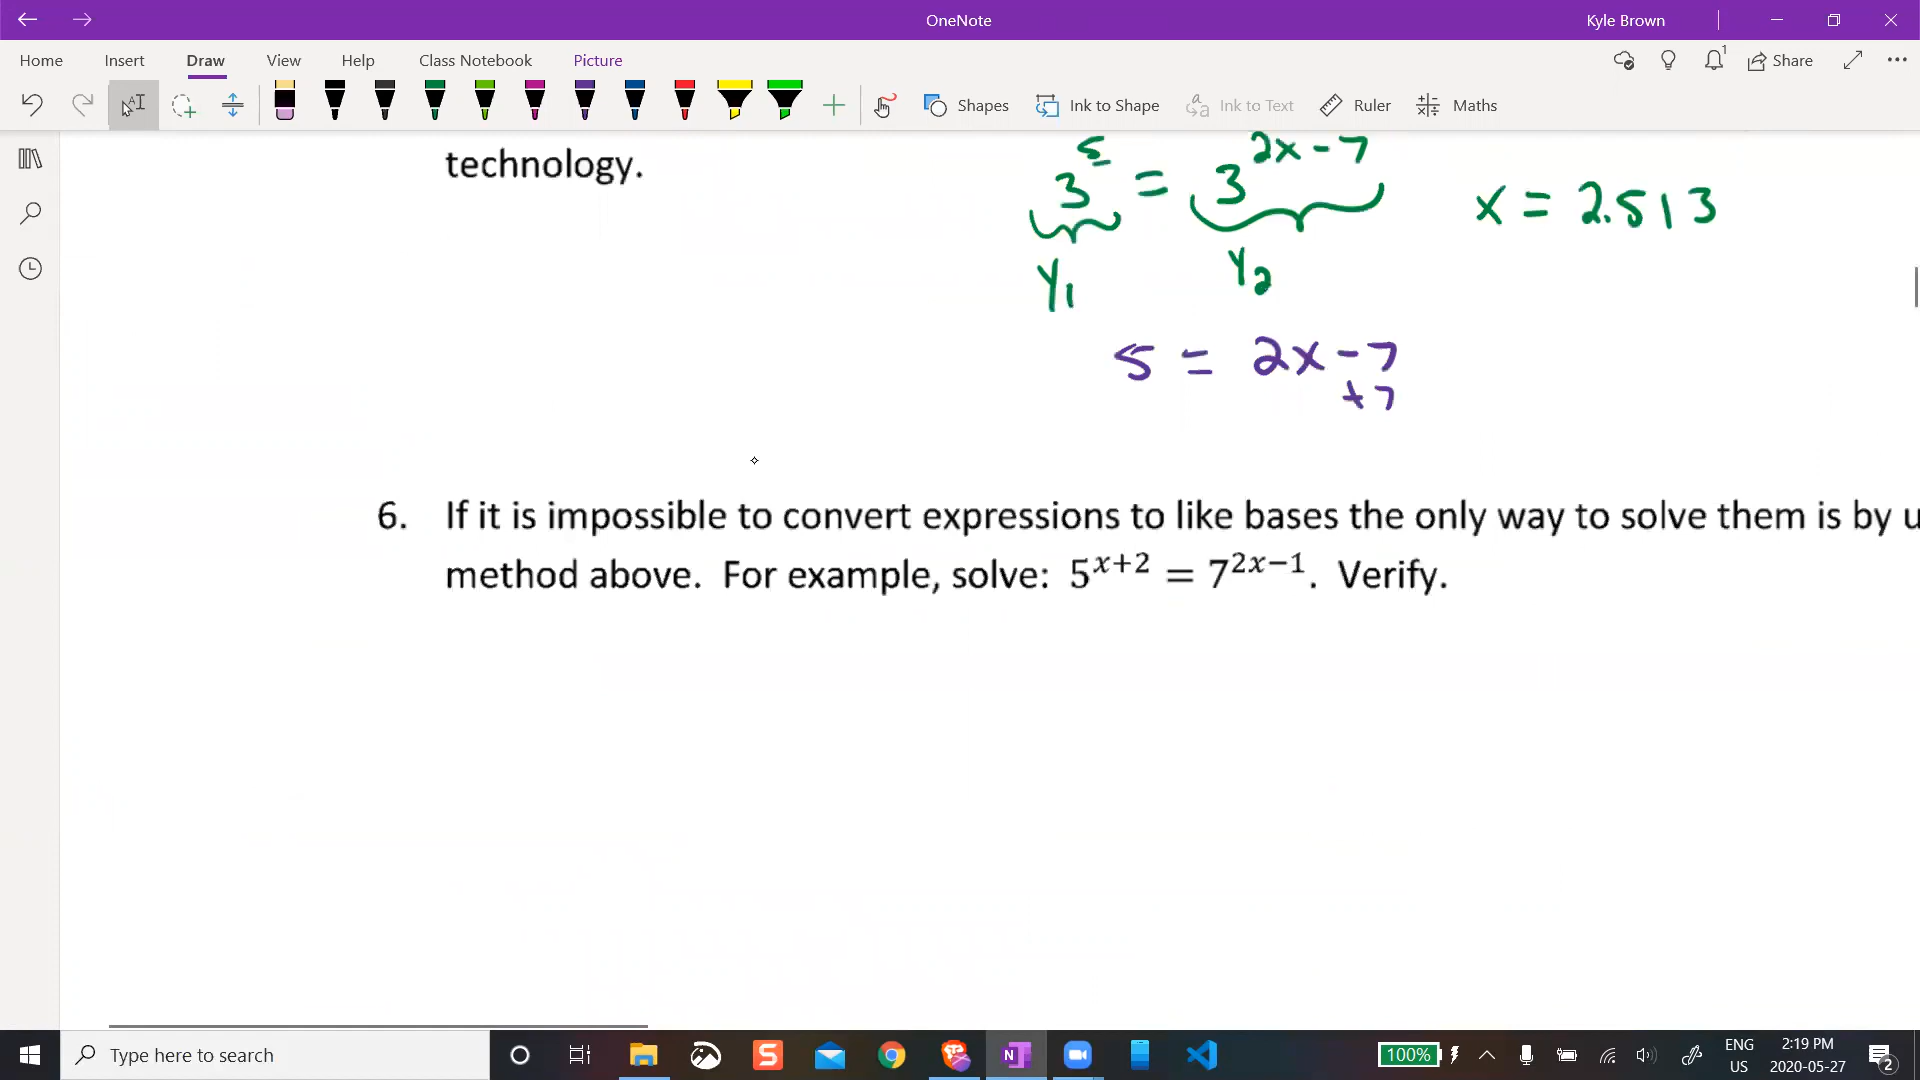 OneNote
Kyle Brown
Home Insert Draw View Help Class Notebook Picture
1 Share
Shapes Ink to Shape Ink to Text Ruler Maths
technology.
3^5 = 3^{2x-7}
x = 2.513
Y1 Y2
5 = 2x - 7
+7
6. If it is impossible to convert expressions to like bases the only way to solve them is by u
method above. For example, solve: 5^{x+2} = 7^{2x-1}. Verify.
Type here to search
100%
ENG
US
2:19 PM
2020-05-27
2